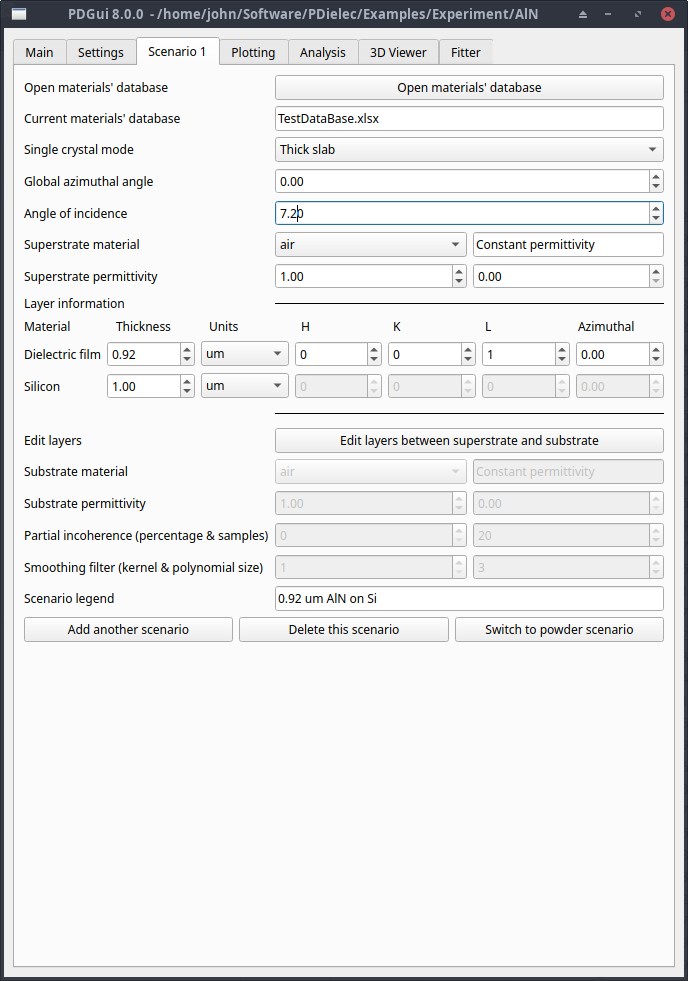 PDGui 8.0.0 - /home/john/Software/PDielec/Examples/Experiment/AlN
Main Settings Scenario 1 Plotting Analysis 3D Viewer Fitter
Open materials' database Open materials' database
Current materials' database TestDataBase.xlsx
Single crystal mode Thick slab
Global azimuthal angle 0.00
Angle of incidence 7.20
Superstrate material air Constant permittivity
Superstrate permittivity 1.00 0.00
Layer information
Material Thickness Units H K L Azimuthal
Dielectric film 0.92 um 0 0 1 0.00
Silicon 1.00 um 0 0 0 0.00
Edit layers Edit layers between superstrate and substrate
Substrate material air Constant permittivity
Substrate permittivity 1.00 0.00
Partial incoherence (percentage & samples) 0 20
Smoothing filter (kernel & polynomial size) 1 3
Scenario legend 0.92 um AlN on Si
Add another scenario Delete this scenario Switch to powder scenario